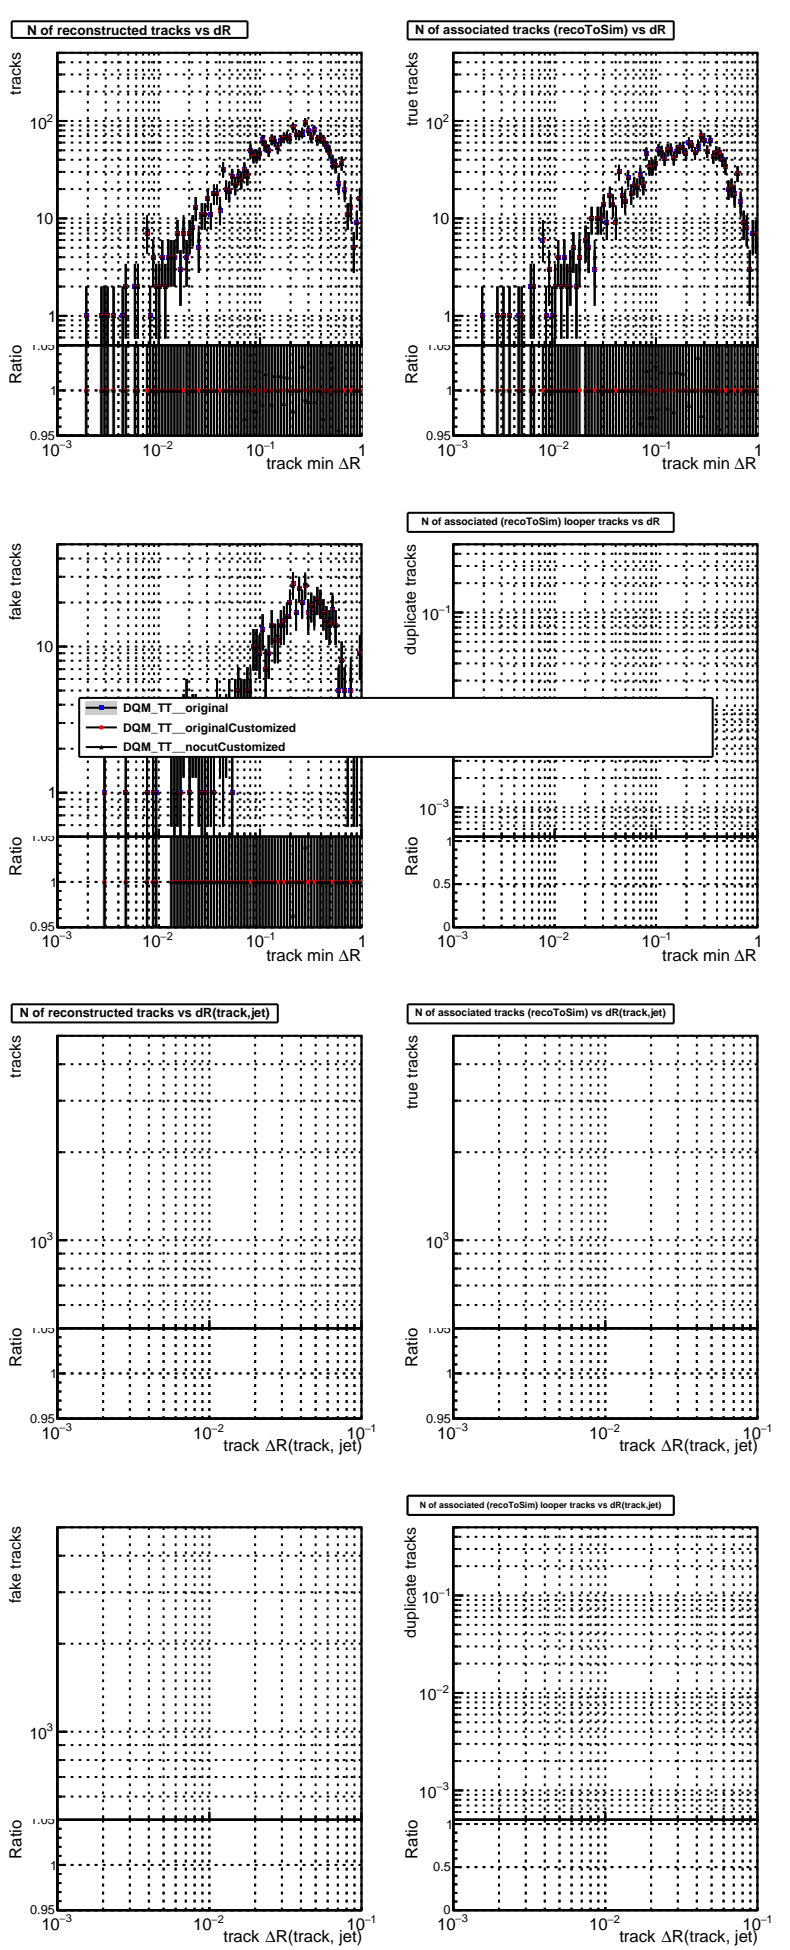 N of reconstructed tracks vs dR
N of associated tracks (recoToSim) vs dR
tracks
10²
10
1
Ratio
1.05
1
0.95
10⁻³
10⁻²
10⁻¹
1
track min ΔR
true tracks
10²
10
1
Ratio
1.05
1
0.95
10⁻³
10⁻²
10⁻¹
1
track min ΔR
N of associated (recoToSim) looper tracks vs dR
fake tracks
10
1
Ratio
1.05
1
0.95
10⁻³
10⁻²
10⁻¹
1
track min ΔR
duplicate tracks
10⁻¹
10⁻³
Ratio
1
0.5
0
10⁻³
10⁻²
10⁻¹
1
track min ΔR
DQM_TT__original
DQM_TT__originalCustomized
DQM_TT__nocutCustomized
N of reconstructed tracks vs dR(track,jet)
N of associated tracks (recoToSim) vs dR(track,jet)
tracks
10³
Ratio
1.05
1
0.95
10⁻³
10⁻²
10⁻¹
track ΔR(track, jet)
true tracks
10³
Ratio
1.05
1
0.95
10⁻³
10⁻²
10⁻¹
track ΔR(track, jet)
N of associated (recoToSim) looper tracks vs dR(track,jet)
fake tracks
10³
Ratio
1.05
1
0.95
10⁻³
10⁻²
10⁻¹
track ΔR(track, jet)
duplicate tracks
10⁻¹
10⁻²
10⁻³
Ratio
1
0.5
0
10⁻³
10⁻²
10⁻¹
track ΔR(track, jet)